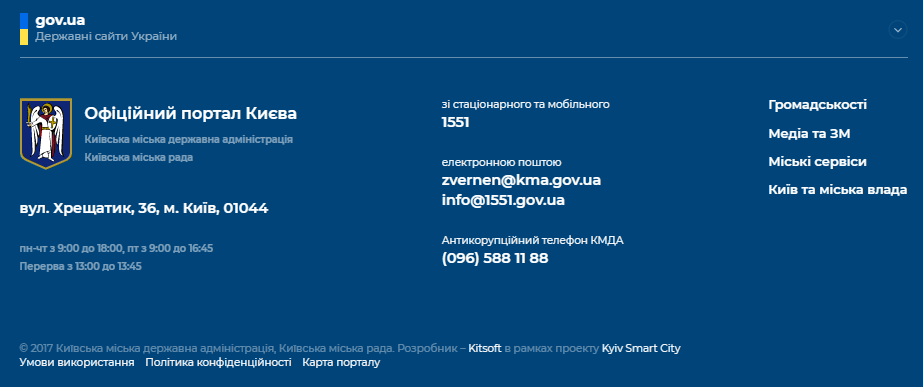 gov.ua
Державні сайти України
Офіційний портал Києва
Київська міська державна адміністрація
Київська міська рада
вул. Хрещатик, 36, м. Київ, 01044
пн-чт з 9:00 до 18:00, пт з 9:00 до 16:45
Перерва з 13:00 до 13:45
зі стаціонарного та мобільного
1551
електронною поштою
zvernen@kma.gov.ua
info@1551.gov.ua
Антикорупційний телефон КМДА
(096) 588 11 88
Громадськості
Медіа та ЗМ
Міські сервіси
Київ та міська влада
© 2017 Київська міська державна адміністрація, Київська міська рада. Розробник – Kitsoft в рамках проекту Kyiv Smart City
Умови використання Політика конфіденційності Карта порталу